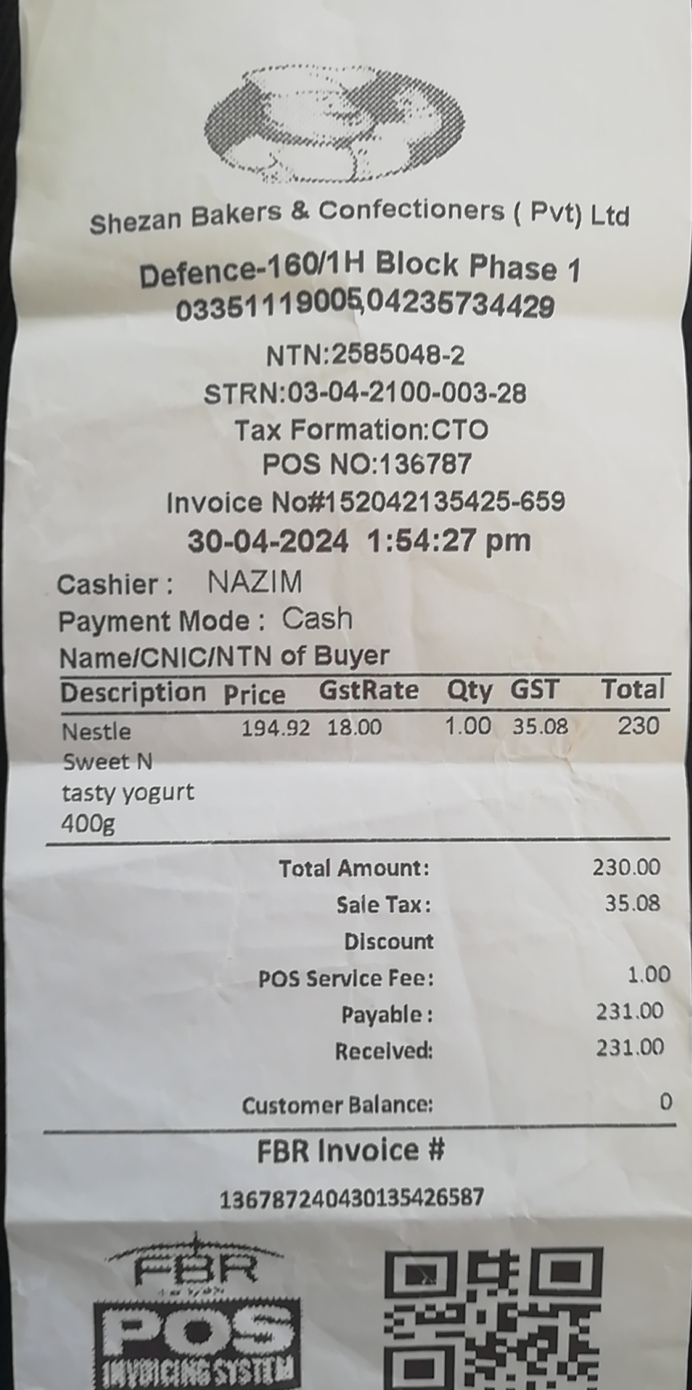 Shezan Bakers & Confectioners ( Pvt) Ltd
Defence-160/1H Block Phase 1
03351119005,04235734429
NTN:2585048-2
STRN:03-04-2100-003-28
Tax Formation:CTO
POS NO:136787
Invoice No#152042135425-659
30-04-2024 1:54:27 pm
Cashier : NAZIM
Payment Mode : Cash
Name/CNIC/NTN of Buyer
Description Price GstRate Qty GST Total
Nestle 194.92 18.00 1.00 35.08 230
Sweet N
tasty yogurt
400g
Total Amount: 230.00
Sale Tax: 35.08
Discount
POS Service Fee: 1.00
Payable : 231.00
Received: 231.00
Customer Balance: 0
FBR Invoice #
136787240430135426587
FBR
POS
INVOICING SYSTEM